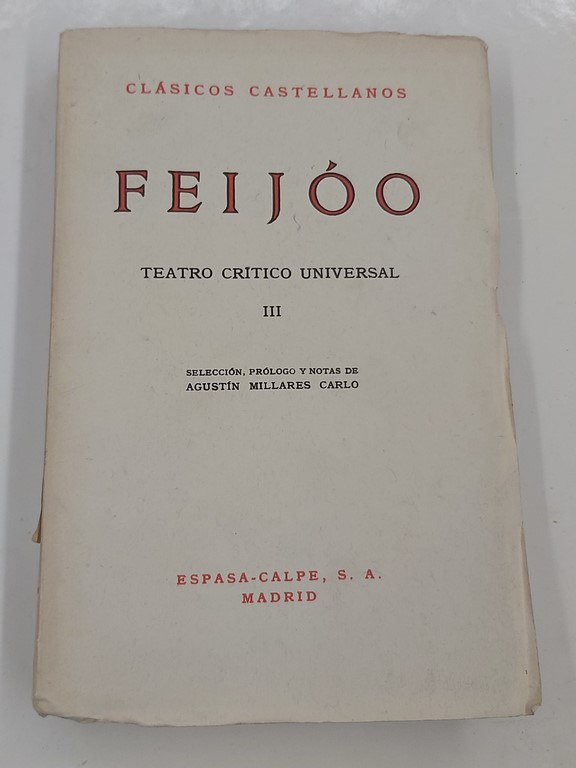 CLÁSICOS CASTELLANOS
FEIJÓO
TEATRO CRÍTICO UNIVERSAL
III
SELECCIÓN, PRÓLOGO Y NOTAS DE
AGUSTÍN MILLARES CARLO
ESPASA-CALPE, S. A.
MADRID